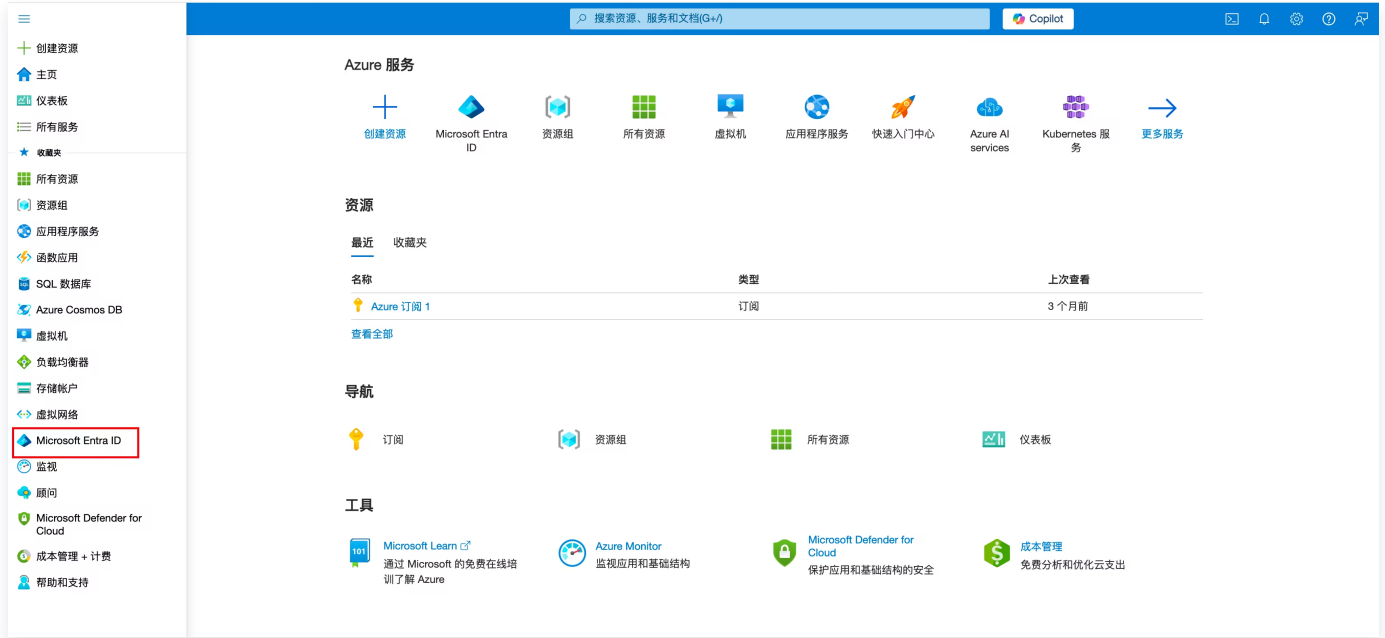 搜索资源、服务和文档(G+/)
Copilot
创建资源
主页
仪表板
所有服务
收藏夹
所有资源
资源组
应用程序服务
函数应用
SQL 数据库
Azure Cosmos DB
虚拟机
负载均衡器
存储帐户
虚拟网络
Microsoft Entra ID
监视
顾问
Microsoft Defender for
Cloud
成本管理 + 计费
帮助和支持
Azure 服务
创建资源
Microsoft Entra
ID
资源组
所有资源
虚拟机
应用程序服务
快速入门中心
Azure AI
services
Kubernetes 服
务
更多服务
资源
最近
收藏夹
名称
类型
上次查看
Azure 订阅 1
订阅
3 个月前
查看全部
导航
订阅
资源组
所有资源
仪表板
工具
101
Microsoft Learn
通过 Microsoft 的免费在线培
训了解 Azure
Azure Monitor
监视应用和基础结构
Microsoft Defender for
Cloud
保护应用和基础结构的安全
成本管理
免费分析和优化云支出